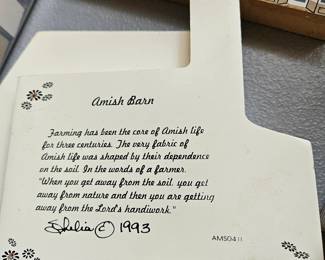 Amish Barn
Farming has been the core of Amish life
for three centuries. The very fabric of
Amish life was shaped by their dependence
on the soil. In the words of a farmer.
"When you get away from the soil. you get
away from nature and then you are getting
away from the Lord's handiwork."
Shelia © 1993
AMS04